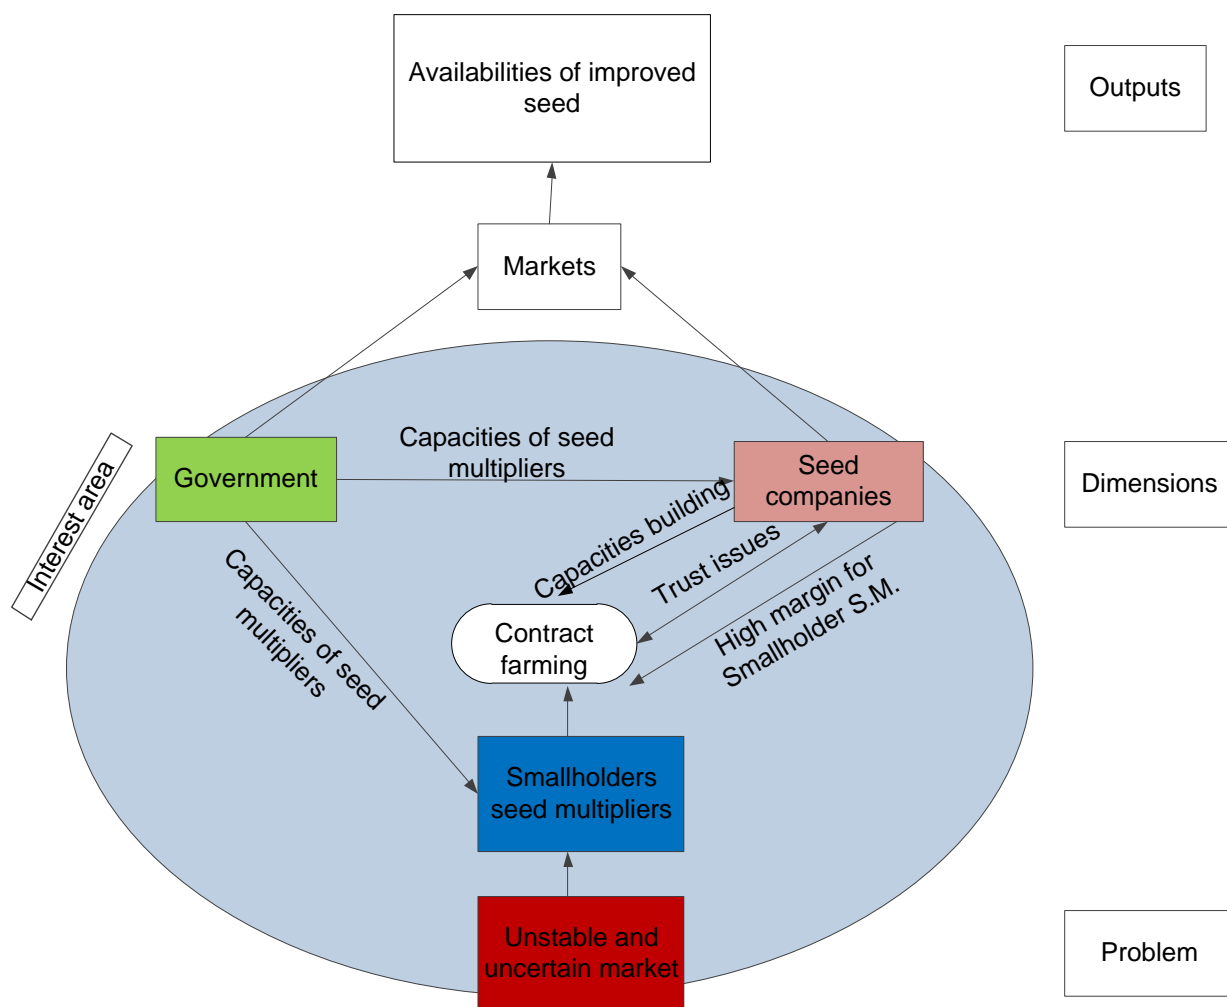 Availabilities of improved
seed
Outputs
Markets
Interest area
Government
Capacities of seed
multipliers
Seed
companies
Dimensions
Capacities building
Trust issues
High margin for
Smallholder S.M.
Capacities of seed
multipliers
Contract
farming
Smallholders
seed multipliers
Unstable and
uncertain market
Problem